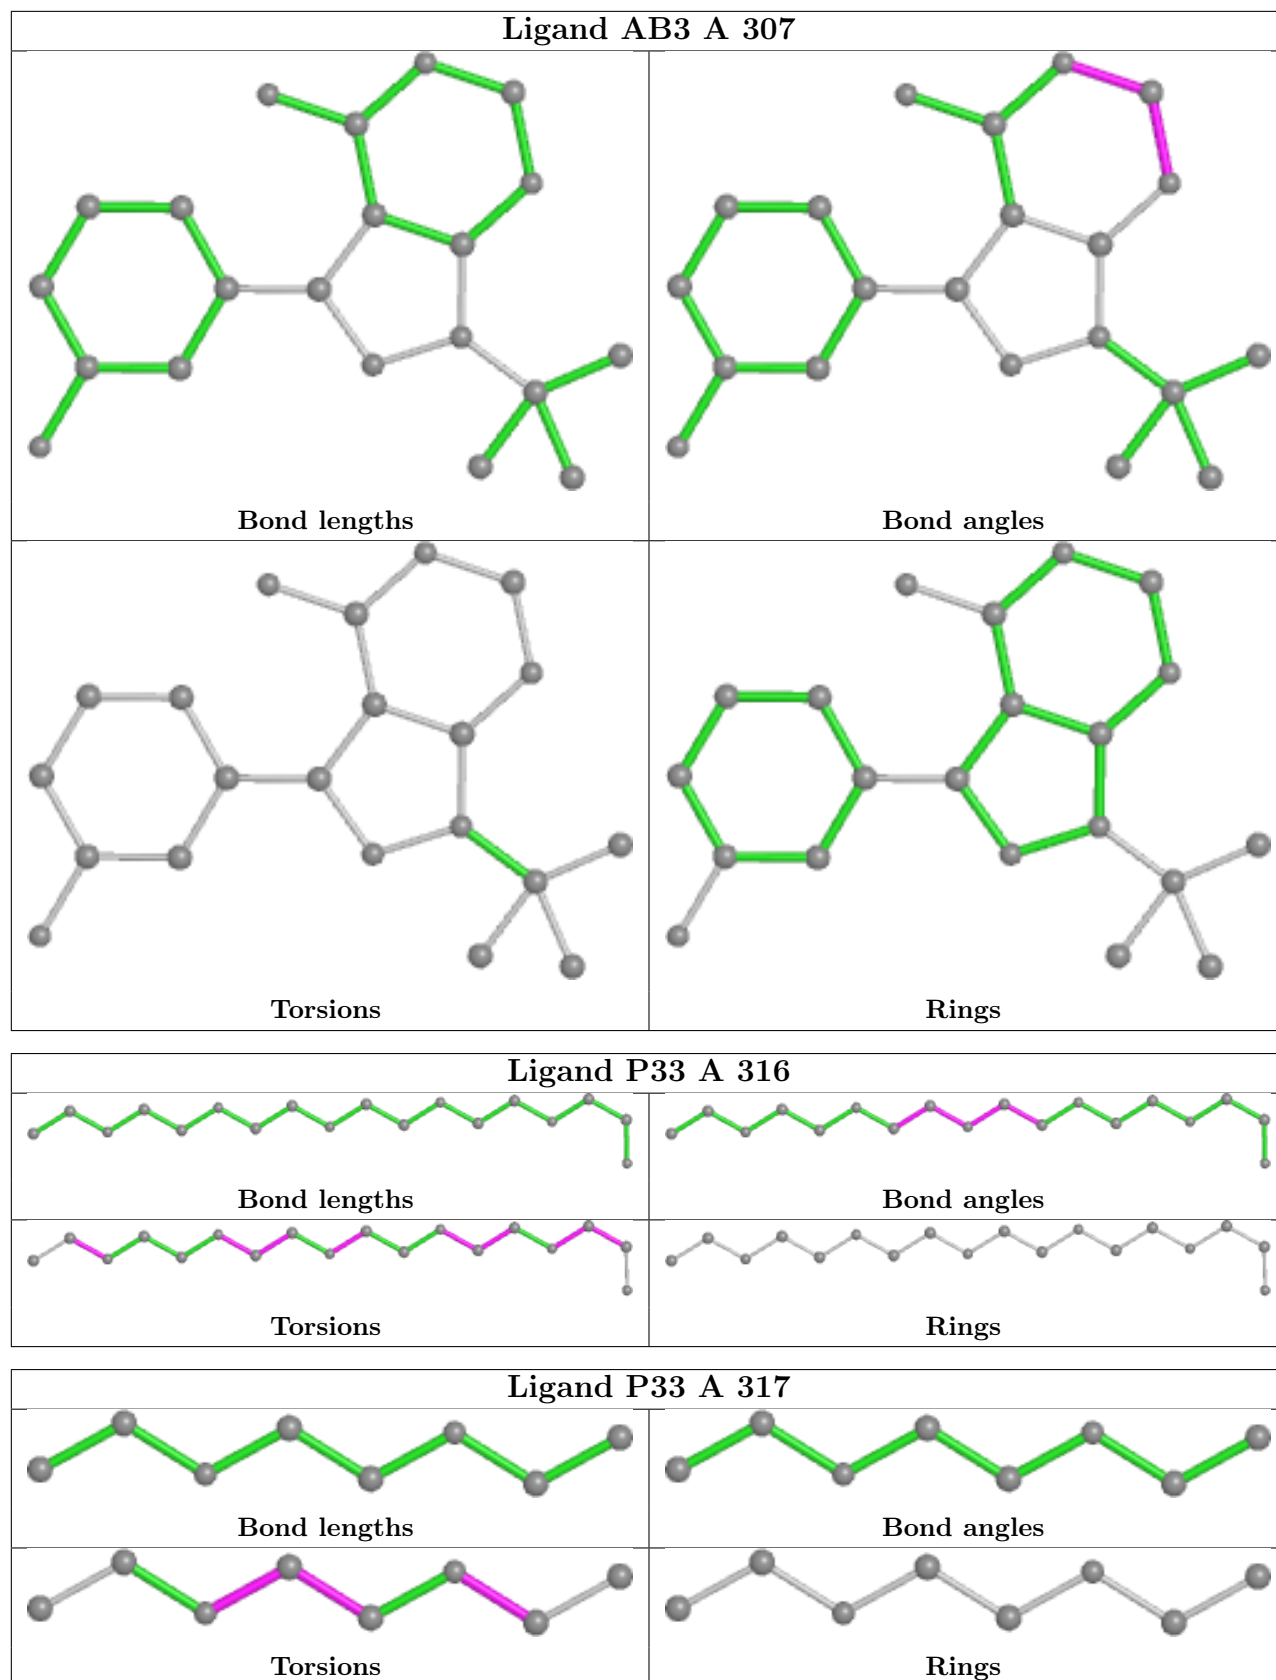 Ligand AB3 A 307
Bond lengths
Bond angles
Torsions
Rings
Ligand P33 A 316
Bond lengths
Bond angles
Torsions
Rings
Ligand P33 A 317
Bond lengths
Bond angles
Torsions
Rings